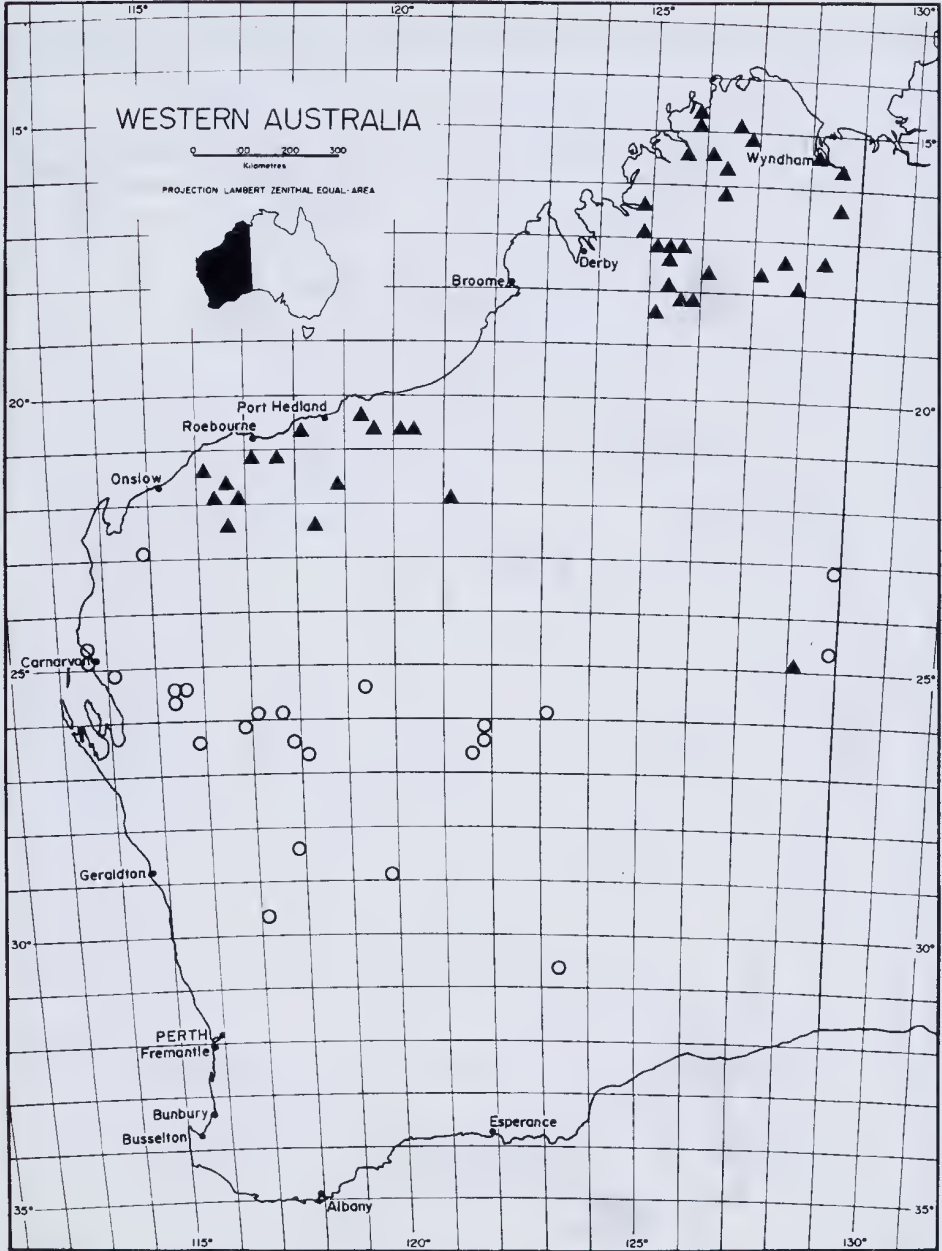 115° 120° 125° 130°
WESTERN AUSTRALIA
0 100 200 300
Kilometres
PROJECTION LAMBERT ZENITHAL EQUAL-AREA
15° 15°
Wyndham
Derby
Broome
20° 20°
Port Hedland
Roebourne
Onslow
Carnarvon
25° 25°
Geraldton
30° 30°
PERTH
Fremantle
Bunbury
Busselton
Esperance
Albany
35° 35°
115° 120° 125° 130°